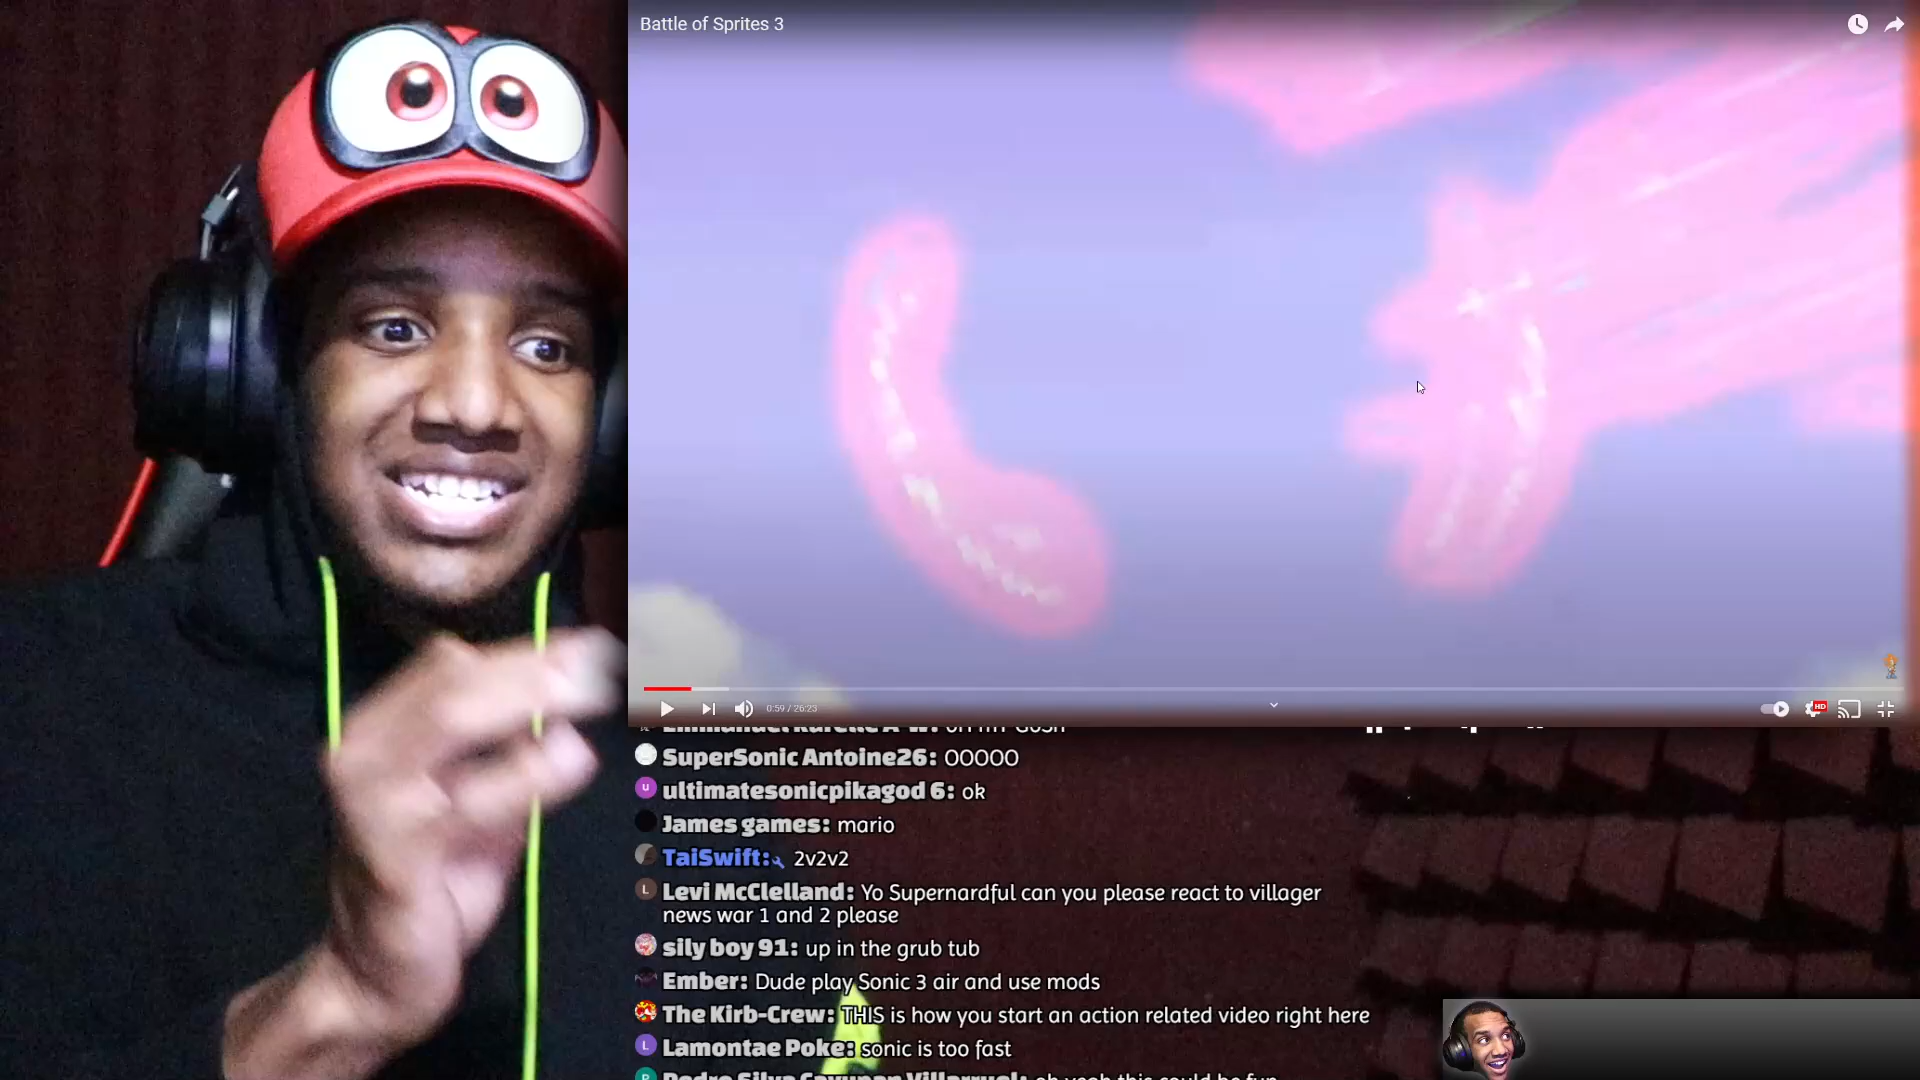 Battle of Sprites 3
0:59 / 26:23
HD
SuperSonic Antoine26: OOOOO
U ultimatesonicpikagod 6: ok
James games: mario
TaiSwift: 2v2v2
L Levi McClelland: Yo Supernardful can you please react to villager
news war 1 and 2 please
sily boy 91: up in the grub tub
Ember: Dude play Sonic 3 air and use mods
The Kirb-Crew: THIS is how you start an action related video right here
L Lamontae Poke: sonic is too fast